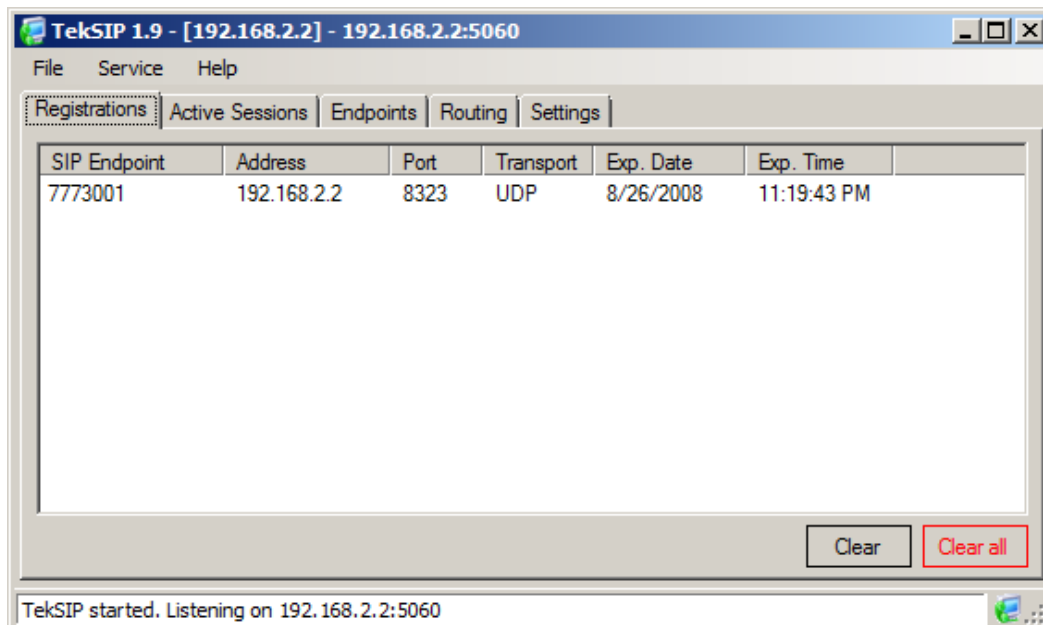 TekSIP 1.9 - [192.168.2.2] - 192.168.2.2:5060
File Service Help
Registrations Active Sessions Endpoints Routing Settings
SIP Endpoint Address Port Transport Exp. Date Exp. Time
7773001 192.168.2.2 8323 UDP 8/26/2008 11:19:43 PM
Clear Clear all
TekSIP started. Listening on 192.168.2.2:5060